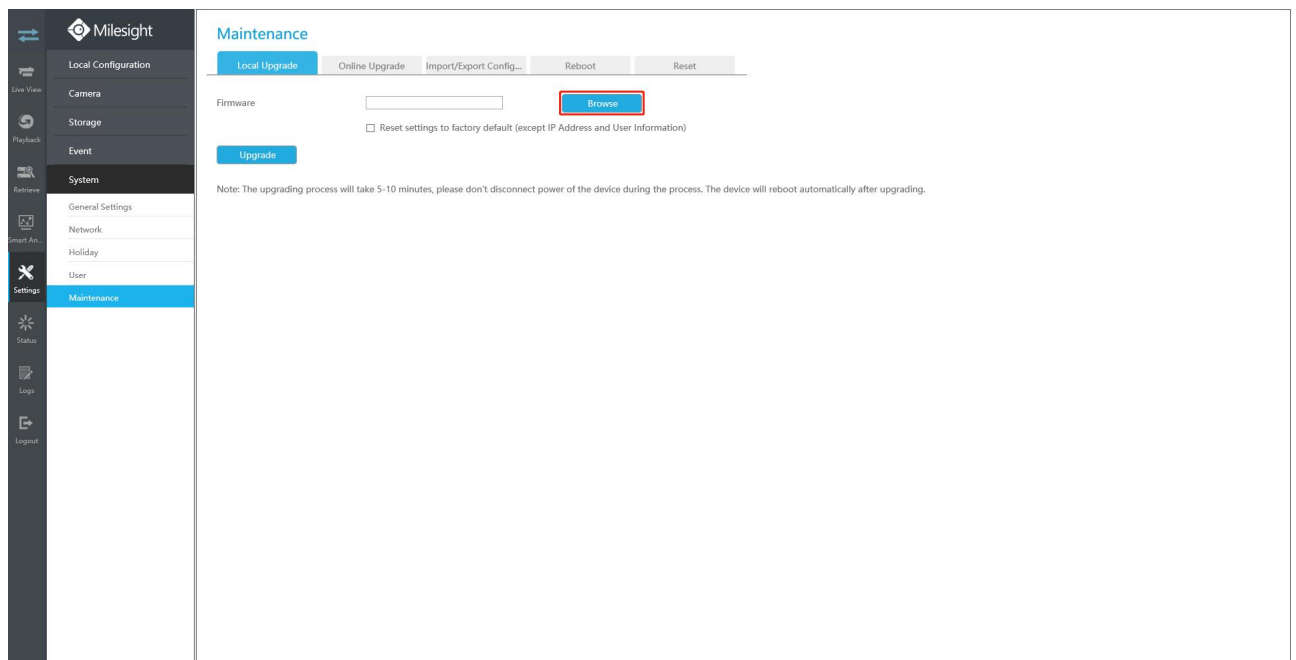 Live View
Playback
Retrieve
Smart An...
Settings
Status
Logs
Logout
Milesight
Local Configuration
Camera
Storage
Event
System
General Settings
Network
Holiday
User
Maintenance
Maintenance
Local Upgrade Online Upgrade Import/Export Config... Reboot Reset
Firmware Browse
Reset settings to factory default (except IP Address and User Information)
Upgrade
Note: The upgrading process will take 5-10 minutes, please don't disconnect power of the device during the process. The device will reboot automatically after upgrading.